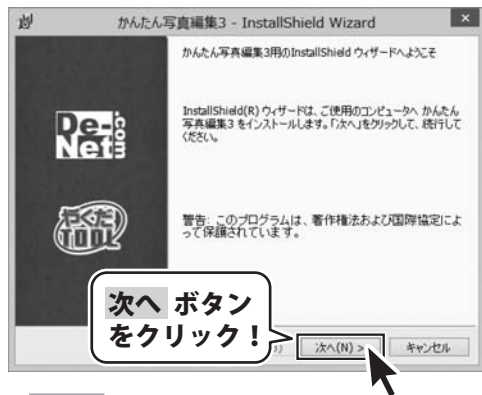 かんたん写真編集3 - InstallShield Wizard
×
かんたん写真編集3用のInstallShield ウィザードへようこそ
InstallShield(R) ウィザードは、ご使用のコンピュータへ かんたん
写真編集3 をインストールします。「次へ」をクリックして、続行して
ください。
De-
Net
.com
やくだつ
TOOL
警告: このプログラムは、著作権法および国際協定によ
って保護されています。
次へ ボタン
をクリック！
次へ(N) >
キャンセル